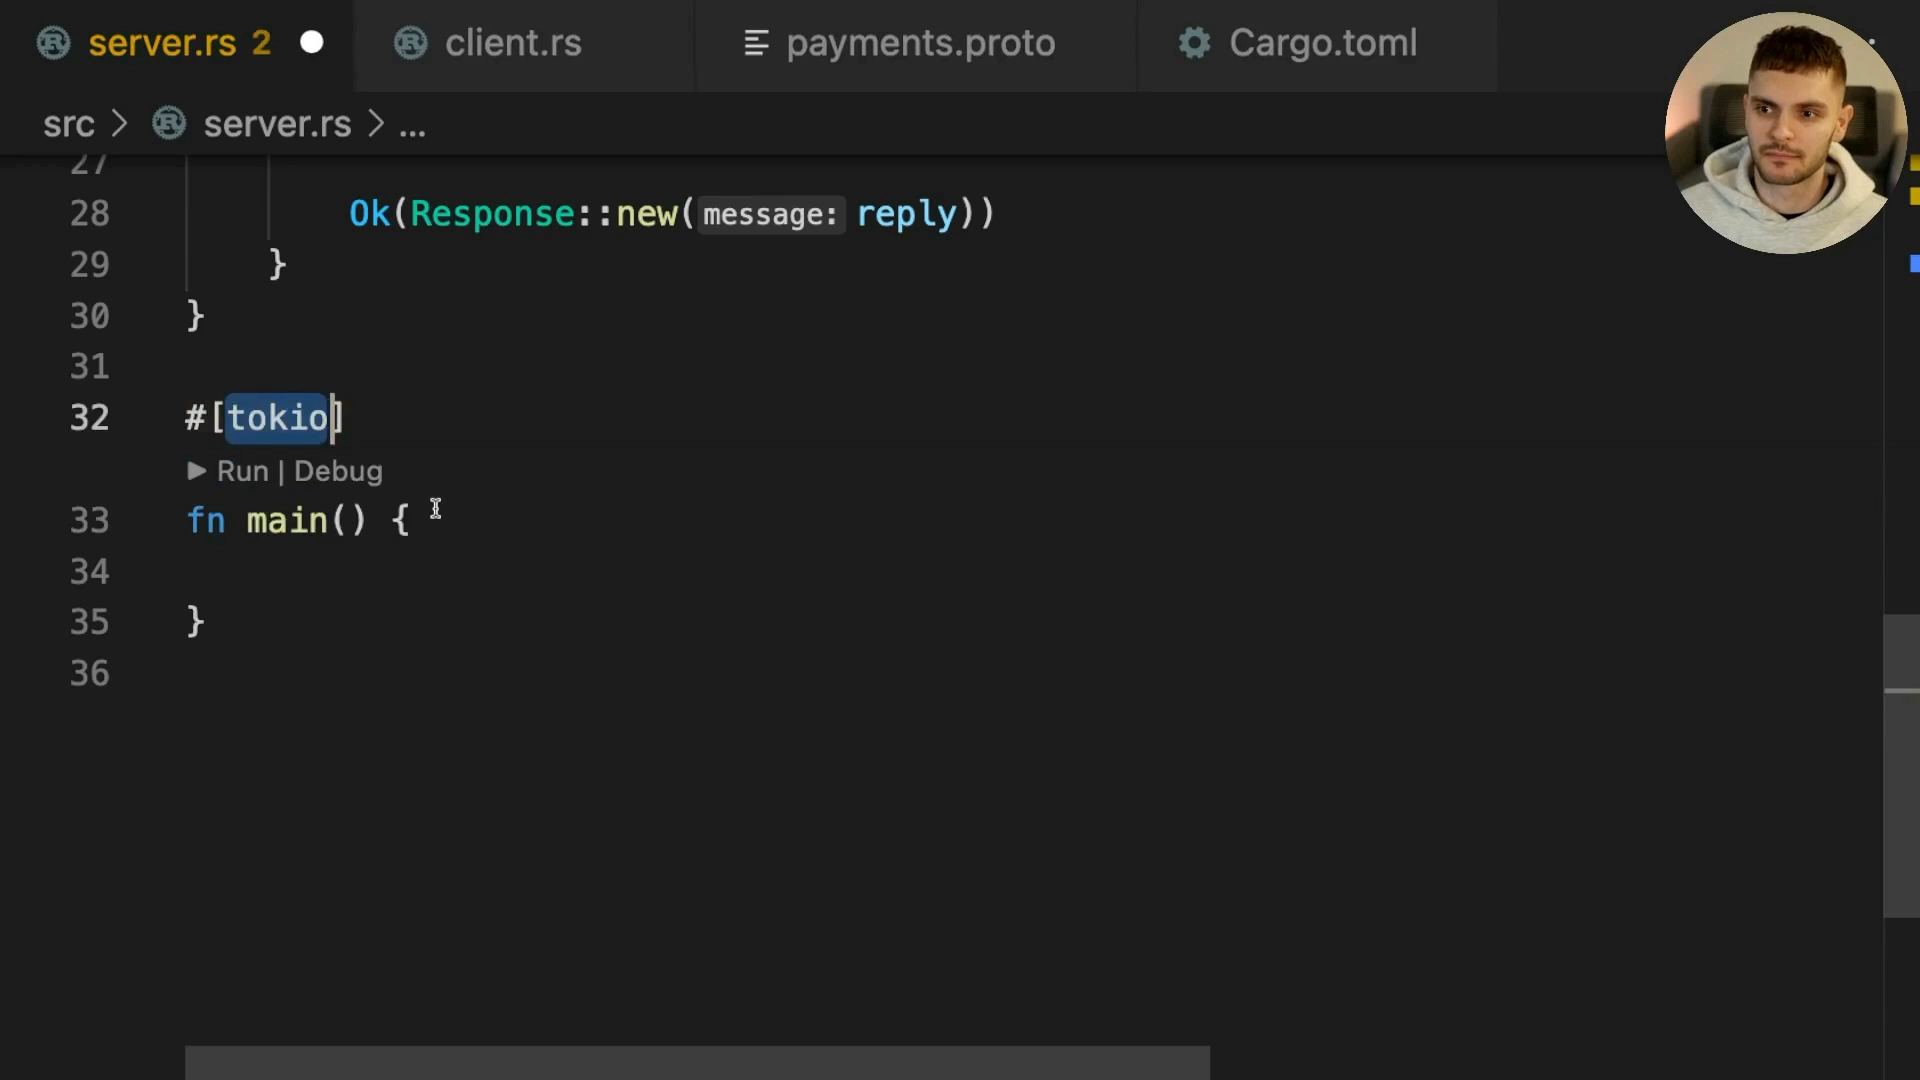 server.rs 2 client.rs payments.proto Cargo.toml
src > server.rs > ...
27
28 Ok(Response::new(message: reply))
29 }
30 }
31
32 #[tokio]
Run | Debug
33 fn main() {
34
35 }
36